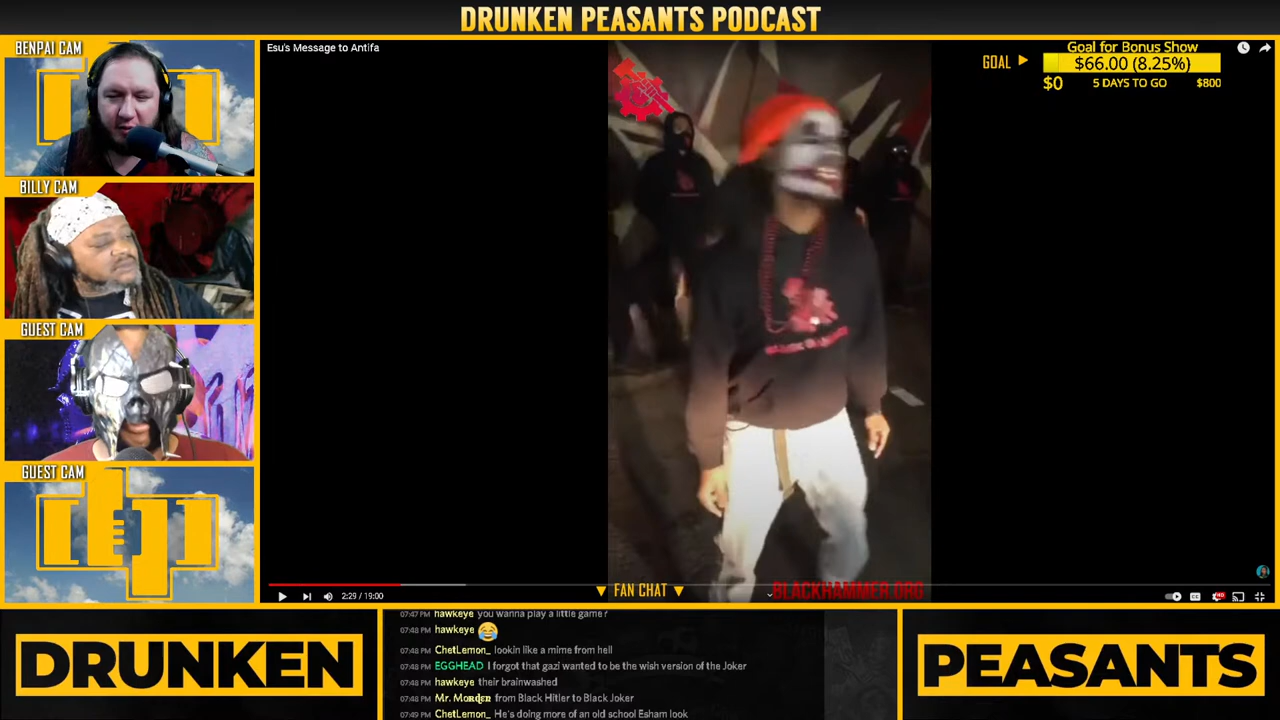 DRUNKEN PEASANTS PODCAST
BENPAI CAM
BILLY CAM
GUEST CAM
GUEST CAM
Esu's Message to Antifa
GOAL
Goal for Bonus Show
$66.00 (8.25%)
$0 5 DAYS TO GO $800
2:29 / 19:00
▼ FAN CHAT ▼
BLACKHAMMER.ORG
DRUNKEN
07:47 PM hawkeye you wanna play a little game?
07:48 PM hawkeye 😂
07:48 PM ChetLemon_ lookin like a mime from hell
07:48 PM EGGHEAD I forgot that gazi wanted to be the wish version of the Joker
07:48 PM hawkeye their brainwashed
07:48 PM from Black Hitler to Black Joker
07:49 PM ChetLemon_ He's doing more of an old school Esham look
PEASANTS